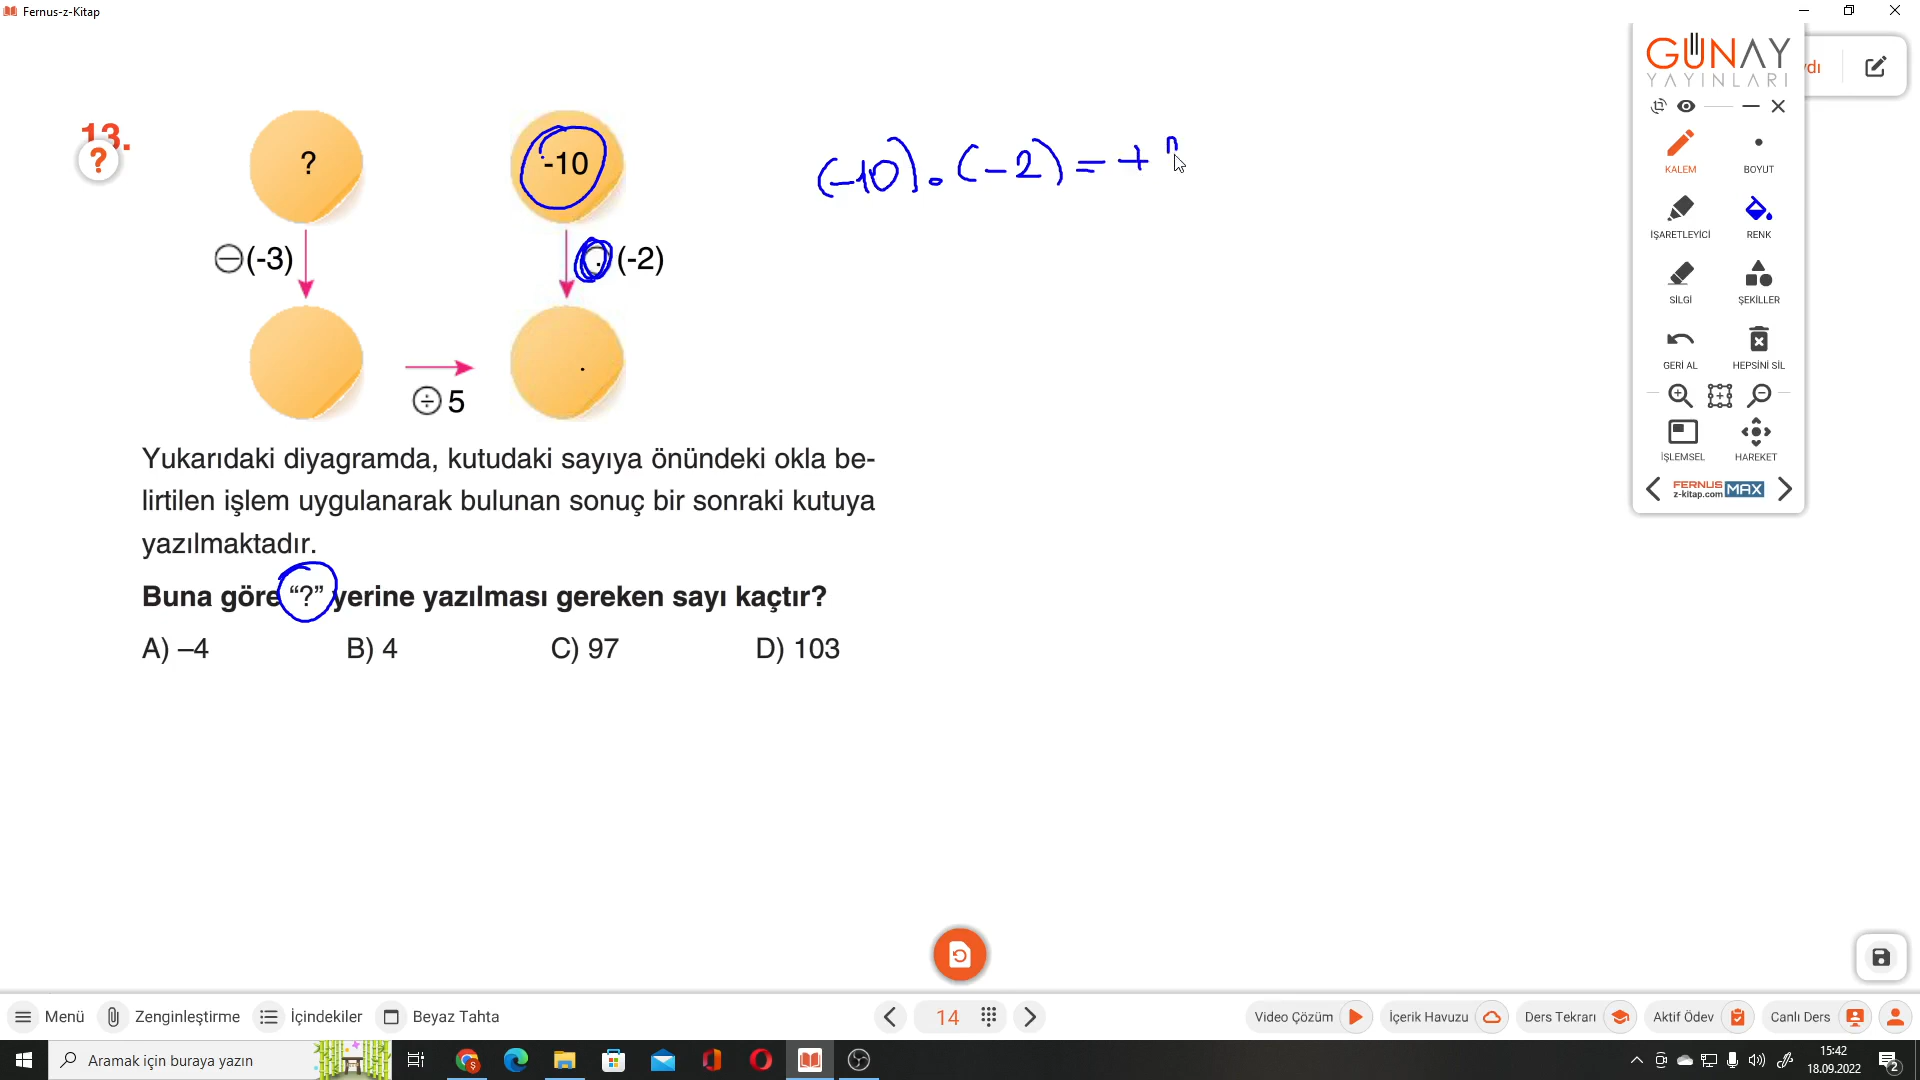 Fernus-z-Kitap
GÜNAY
YAYINLARI
13.
?
?
-10
(-10) . (-2) = +
KALEM
BOYUT
(-3)
. (-2)
İŞARETLEYİCİ
RENK
SİLGİ
ŞEKİLLER
GERİ AL
HEPSİNİ SİL
÷ 5
İŞLEMSEL
HAREKET
FERNUS
z-kitap.com MAX
Yukarıdaki diyagramda, kutudaki sayıya önündeki okla be-
lirtilen işlem uygulanarak bulunan sonuç bir sonraki kutuya
yazılmaktadır.
Buna göre “?” yerine yazılması gereken sayı kaçtır?
A) –4 B) 4 C) 97 D) 103
Menü Zenginleştirme İçindekiler Beyaz Tahta 14 Video Çözüm İçerik Havuzu Ders Tekrarı Aktif Ödev Canlı Ders
Aramak için buraya yazın
15:42
18.09.2022
2